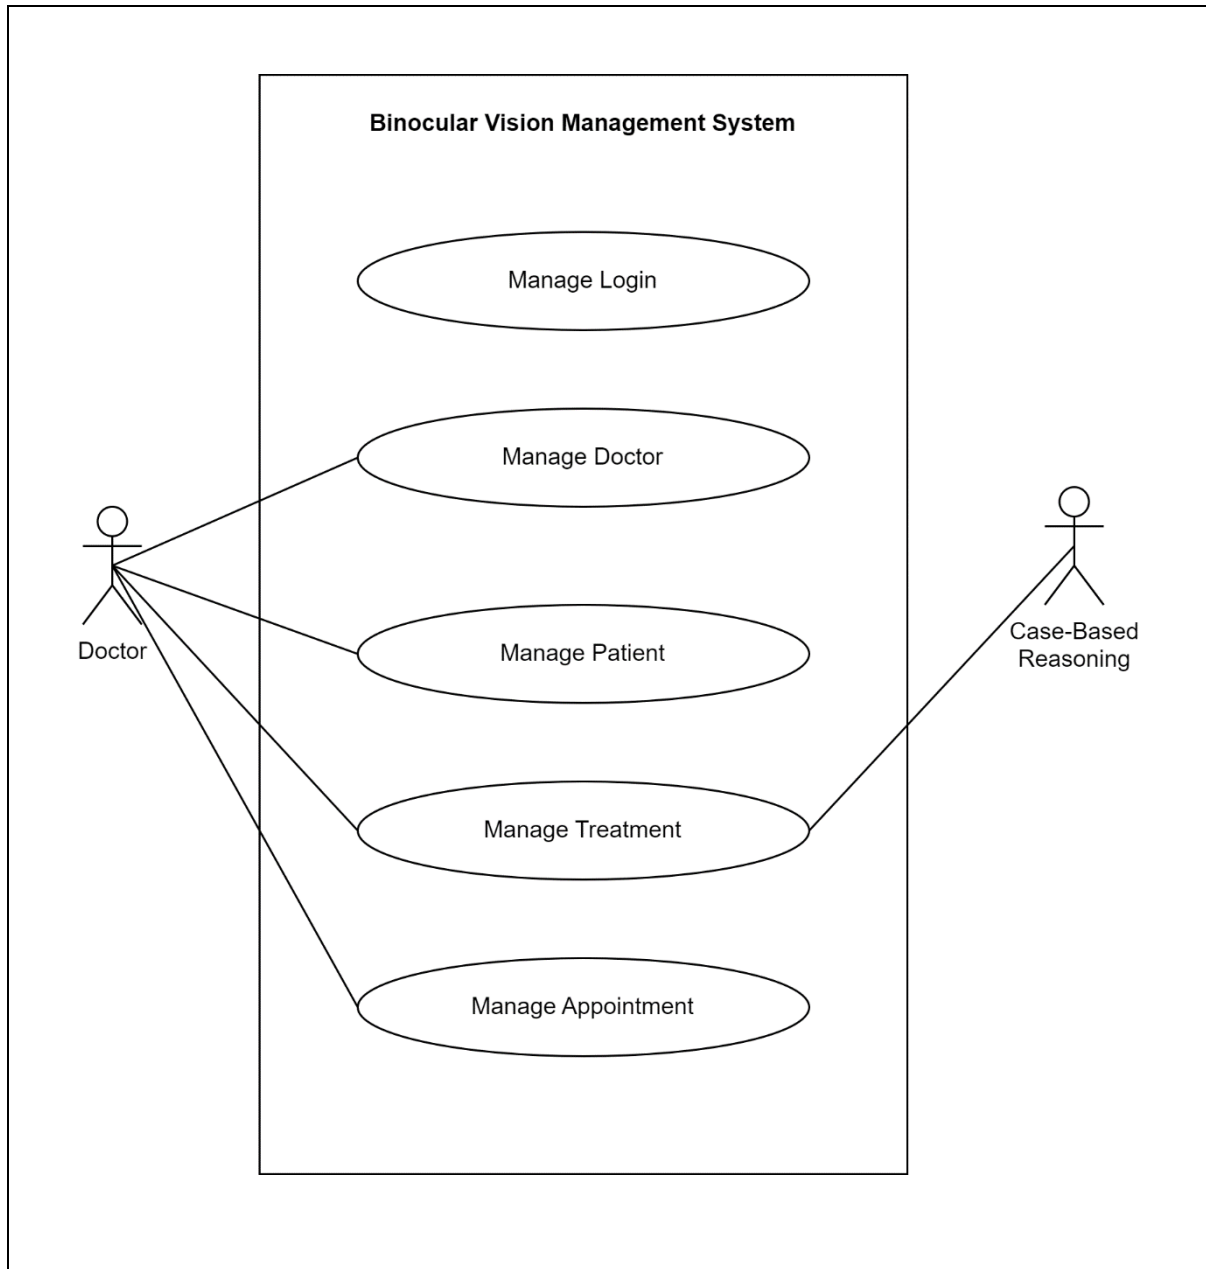 Binocular Vision Management System
Manage Login
Manage Doctor
Manage Patient
Manage Treatment
Manage Appointment
Doctor
Case-Based
Reasoning